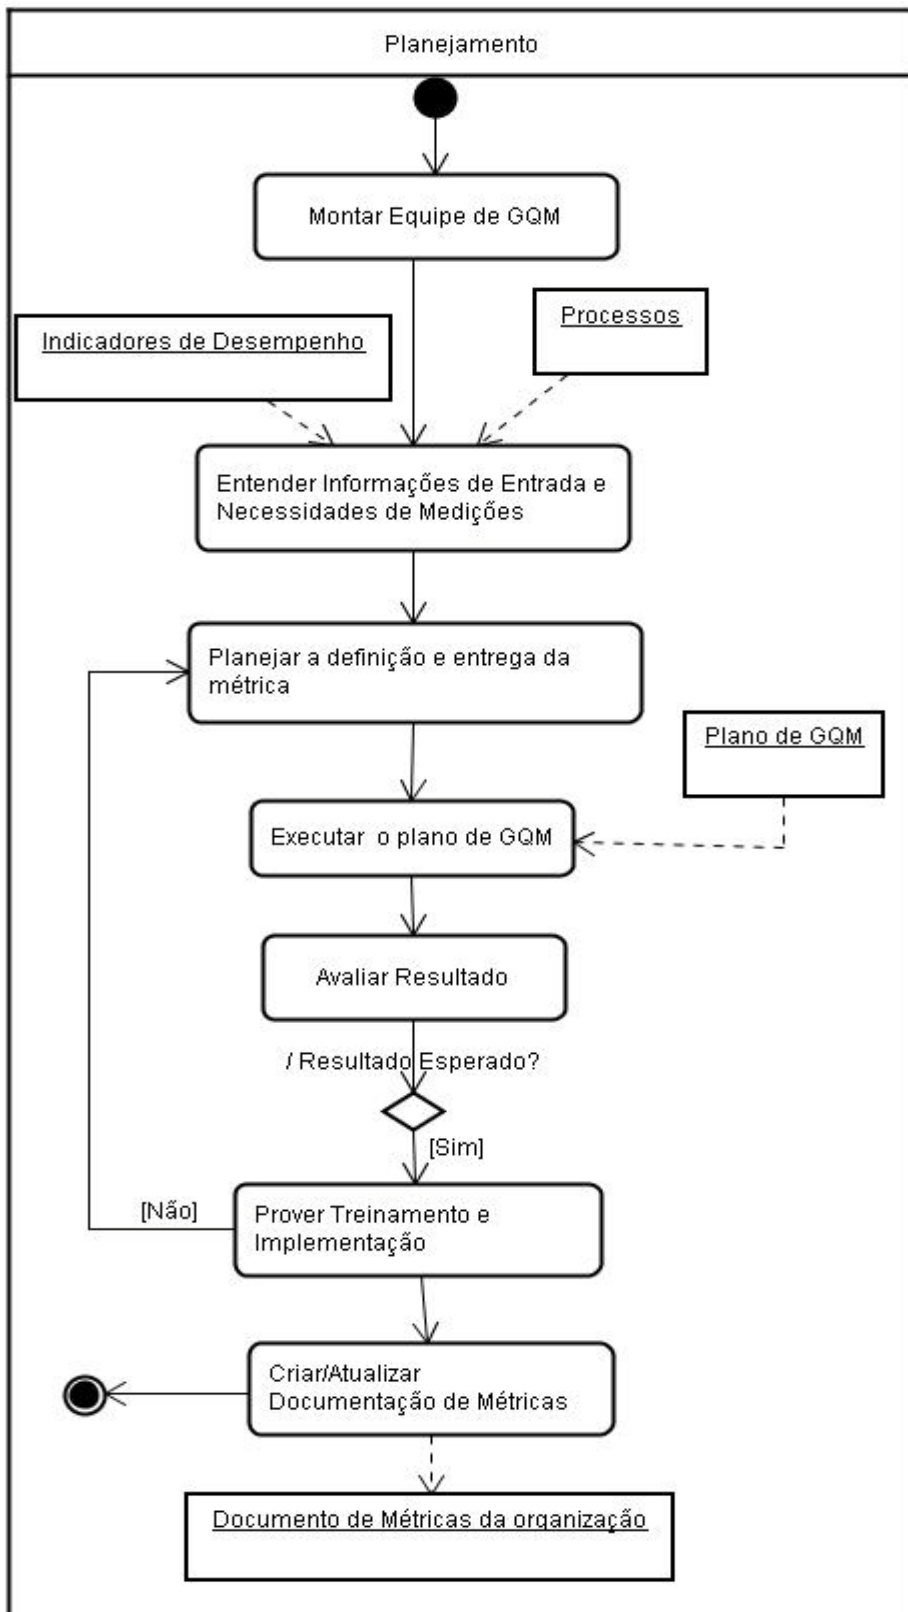 Planejamento
Montar Equipe de GQM
Processos
Indicadores de Desempenho
Entender Informações de Entrada e
Necessidades de Medições
Planejar a definição e entrega da
métrica
Plano de GQM
Executar o plano de GQM
Avaliar Resultado
/ Resultado Esperado?
[Sim]
[Não]
Prover Treinamento e
Implementação
Criar/Atualizar
Documentação de Métricas
Documento de Métricas da organização